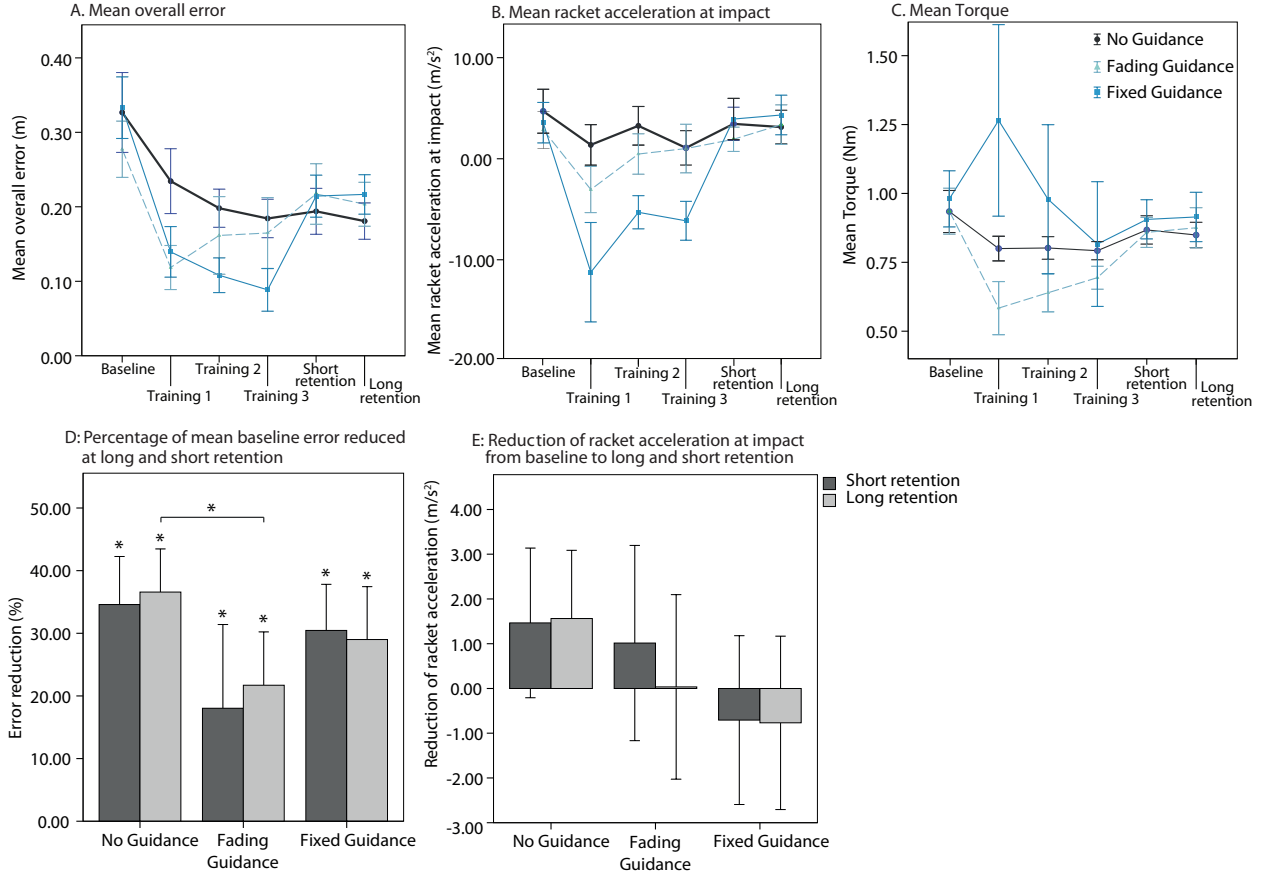 A. Mean overall error
Mean overall error (m)
0.40
0.30
0.20
0.10
0.00
Baseline
Training 1
Training 2
Training 3
Short
retention
Long
retention
B. Mean racket acceleration at impact
Mean racket acceleration at impact (m/s²)
10.00
0.00
-10.00
-20.00
Baseline
Training 1
Training 2
Training 3
Short
retention
Long
retention
C. Mean Torque
Mean Torque (Nm)
1.50
1.25
1.00
0.75
0.50
No Guidance
Fading Guidance
Fixed Guidance
Baseline
Training 1
Training 2
Training 3
Short
retention
Long
retention
D: Percentage of mean baseline error reduced
at long and short retention
Error reduction (%)
50.00
40.00
30.00
20.00
10.00
0.00
* * * * * * *
No Guidance
Fading
Guidance
Fixed Guidance
E: Reduction of racket acceleration at impact
from baseline to long and short retention
Reduction of racket acceleration (m/s²)
4.00
3.00
2.00
1.00
0.00
-1.00
-2.00
-3.00
No Guidance
Fading
Guidance
Fixed Guidance
Short retention
Long retention